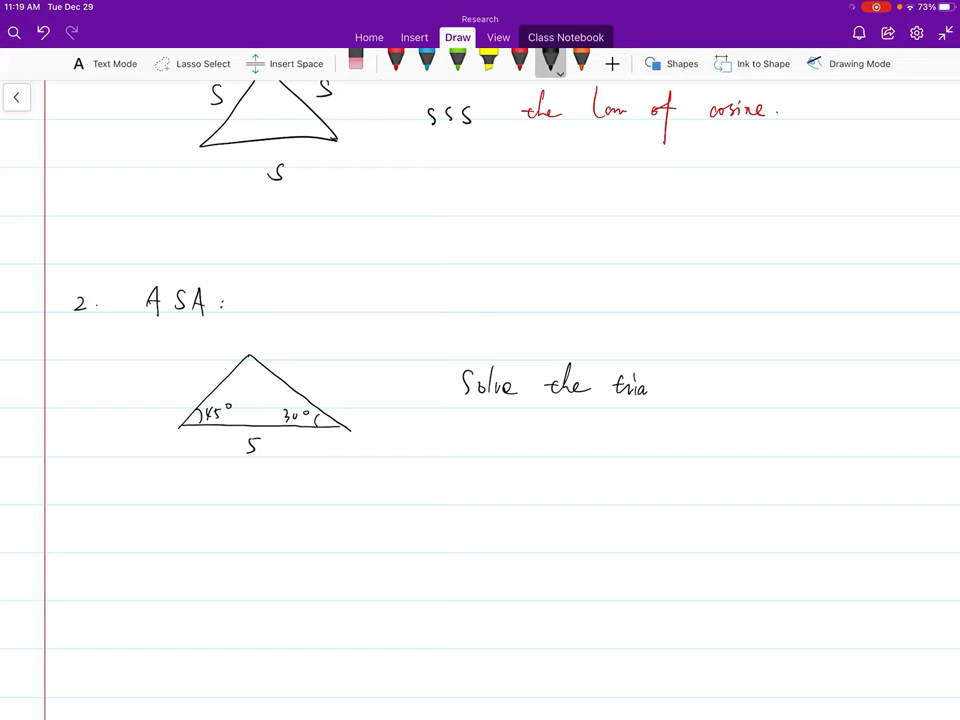 11:19 AM Tue Dec 29
73%
Research
Home Insert Draw View Class Notebook
Text Mode Lasso Select Insert Space Shapes Ink to Shape Drawing Mode
S S
SSS the law of cosine.
S
2. ASA:
Solve the tria
45° 30°
5